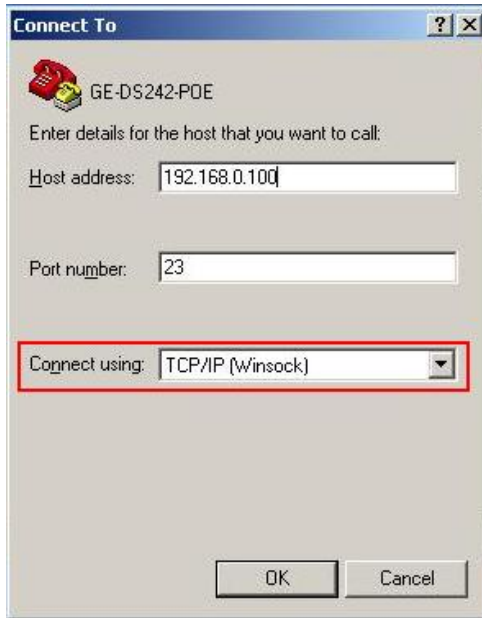 Connect To
GE-DS242-POE
Enter details for the host that you want to call:
Host address: 192.168.0.100
Port number: 23
Connect using: TCP/IP (Winsock)
OK Cancel